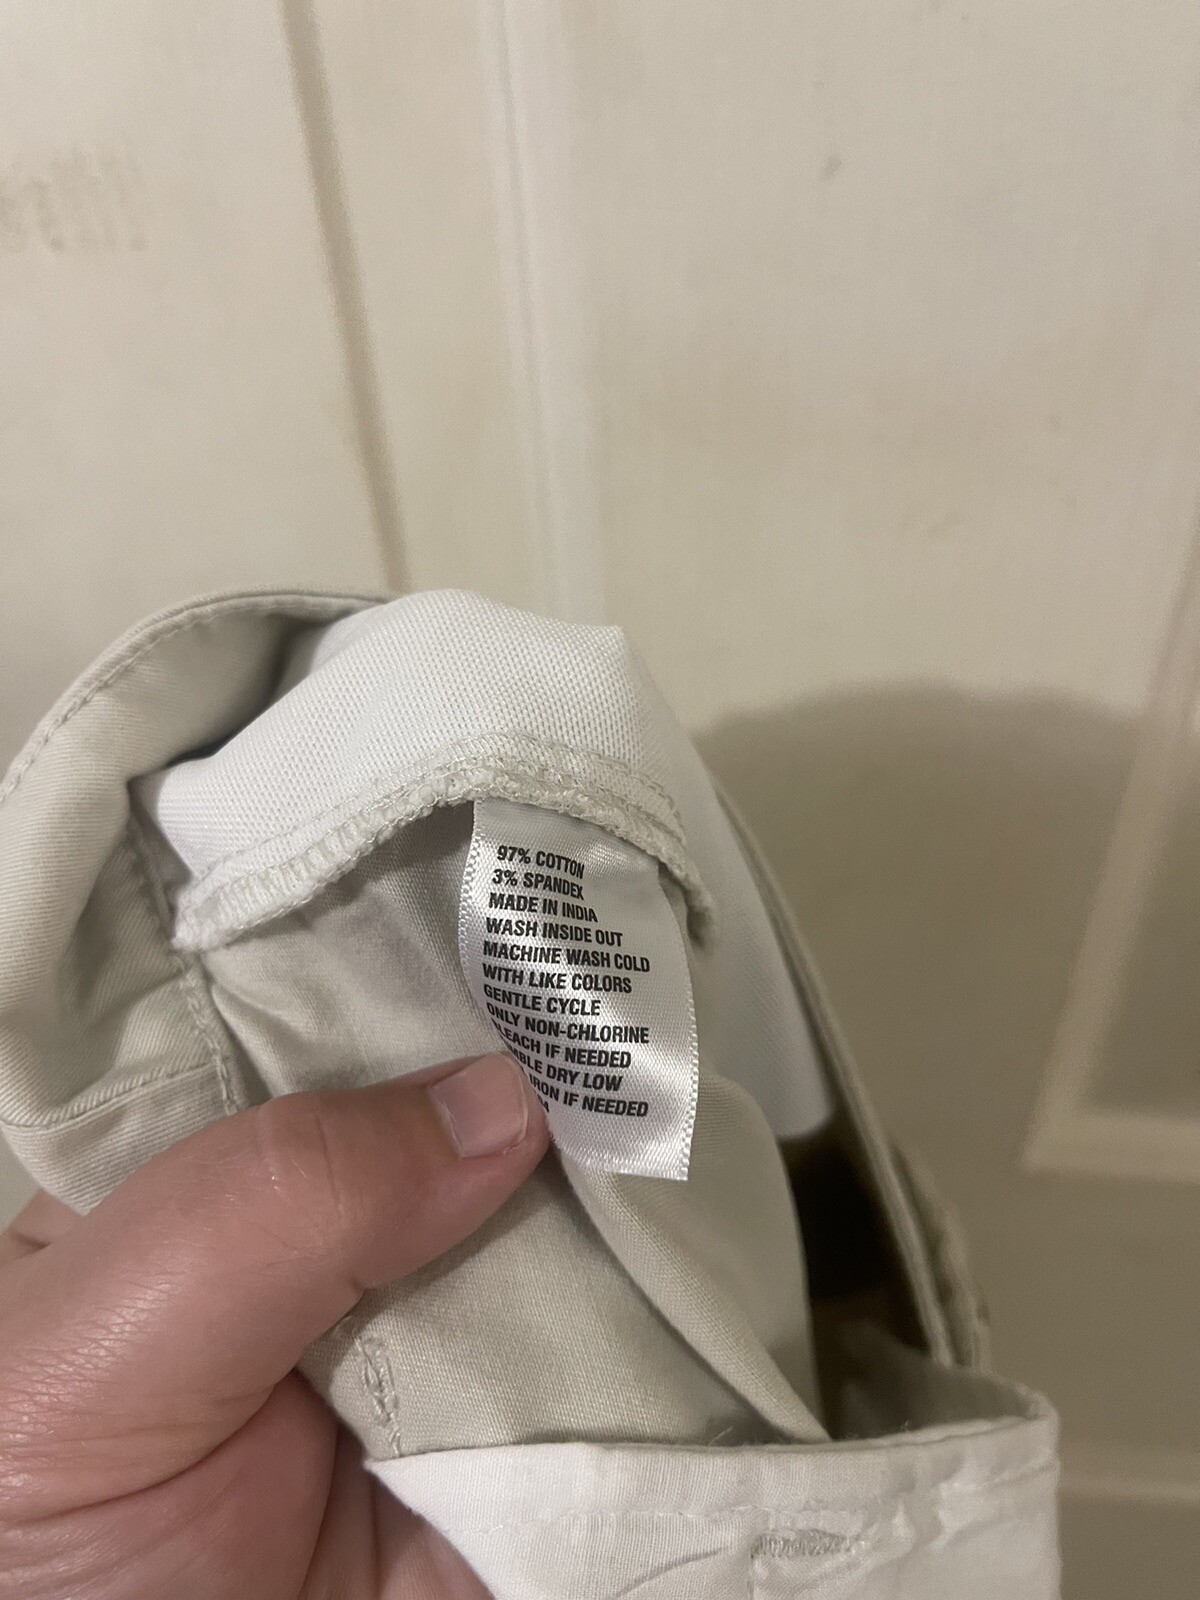 97% COTTON
3% SPANDEX
MADE IN INDIA
WASH INSIDE OUT
MACHINE WASH COLD
WITH LIKE COLORS
GENTLE CYCLE
ONLY NON-CHLORINE
BLEACH IF NEEDED
DRY LOW
IRON IF NEEDED